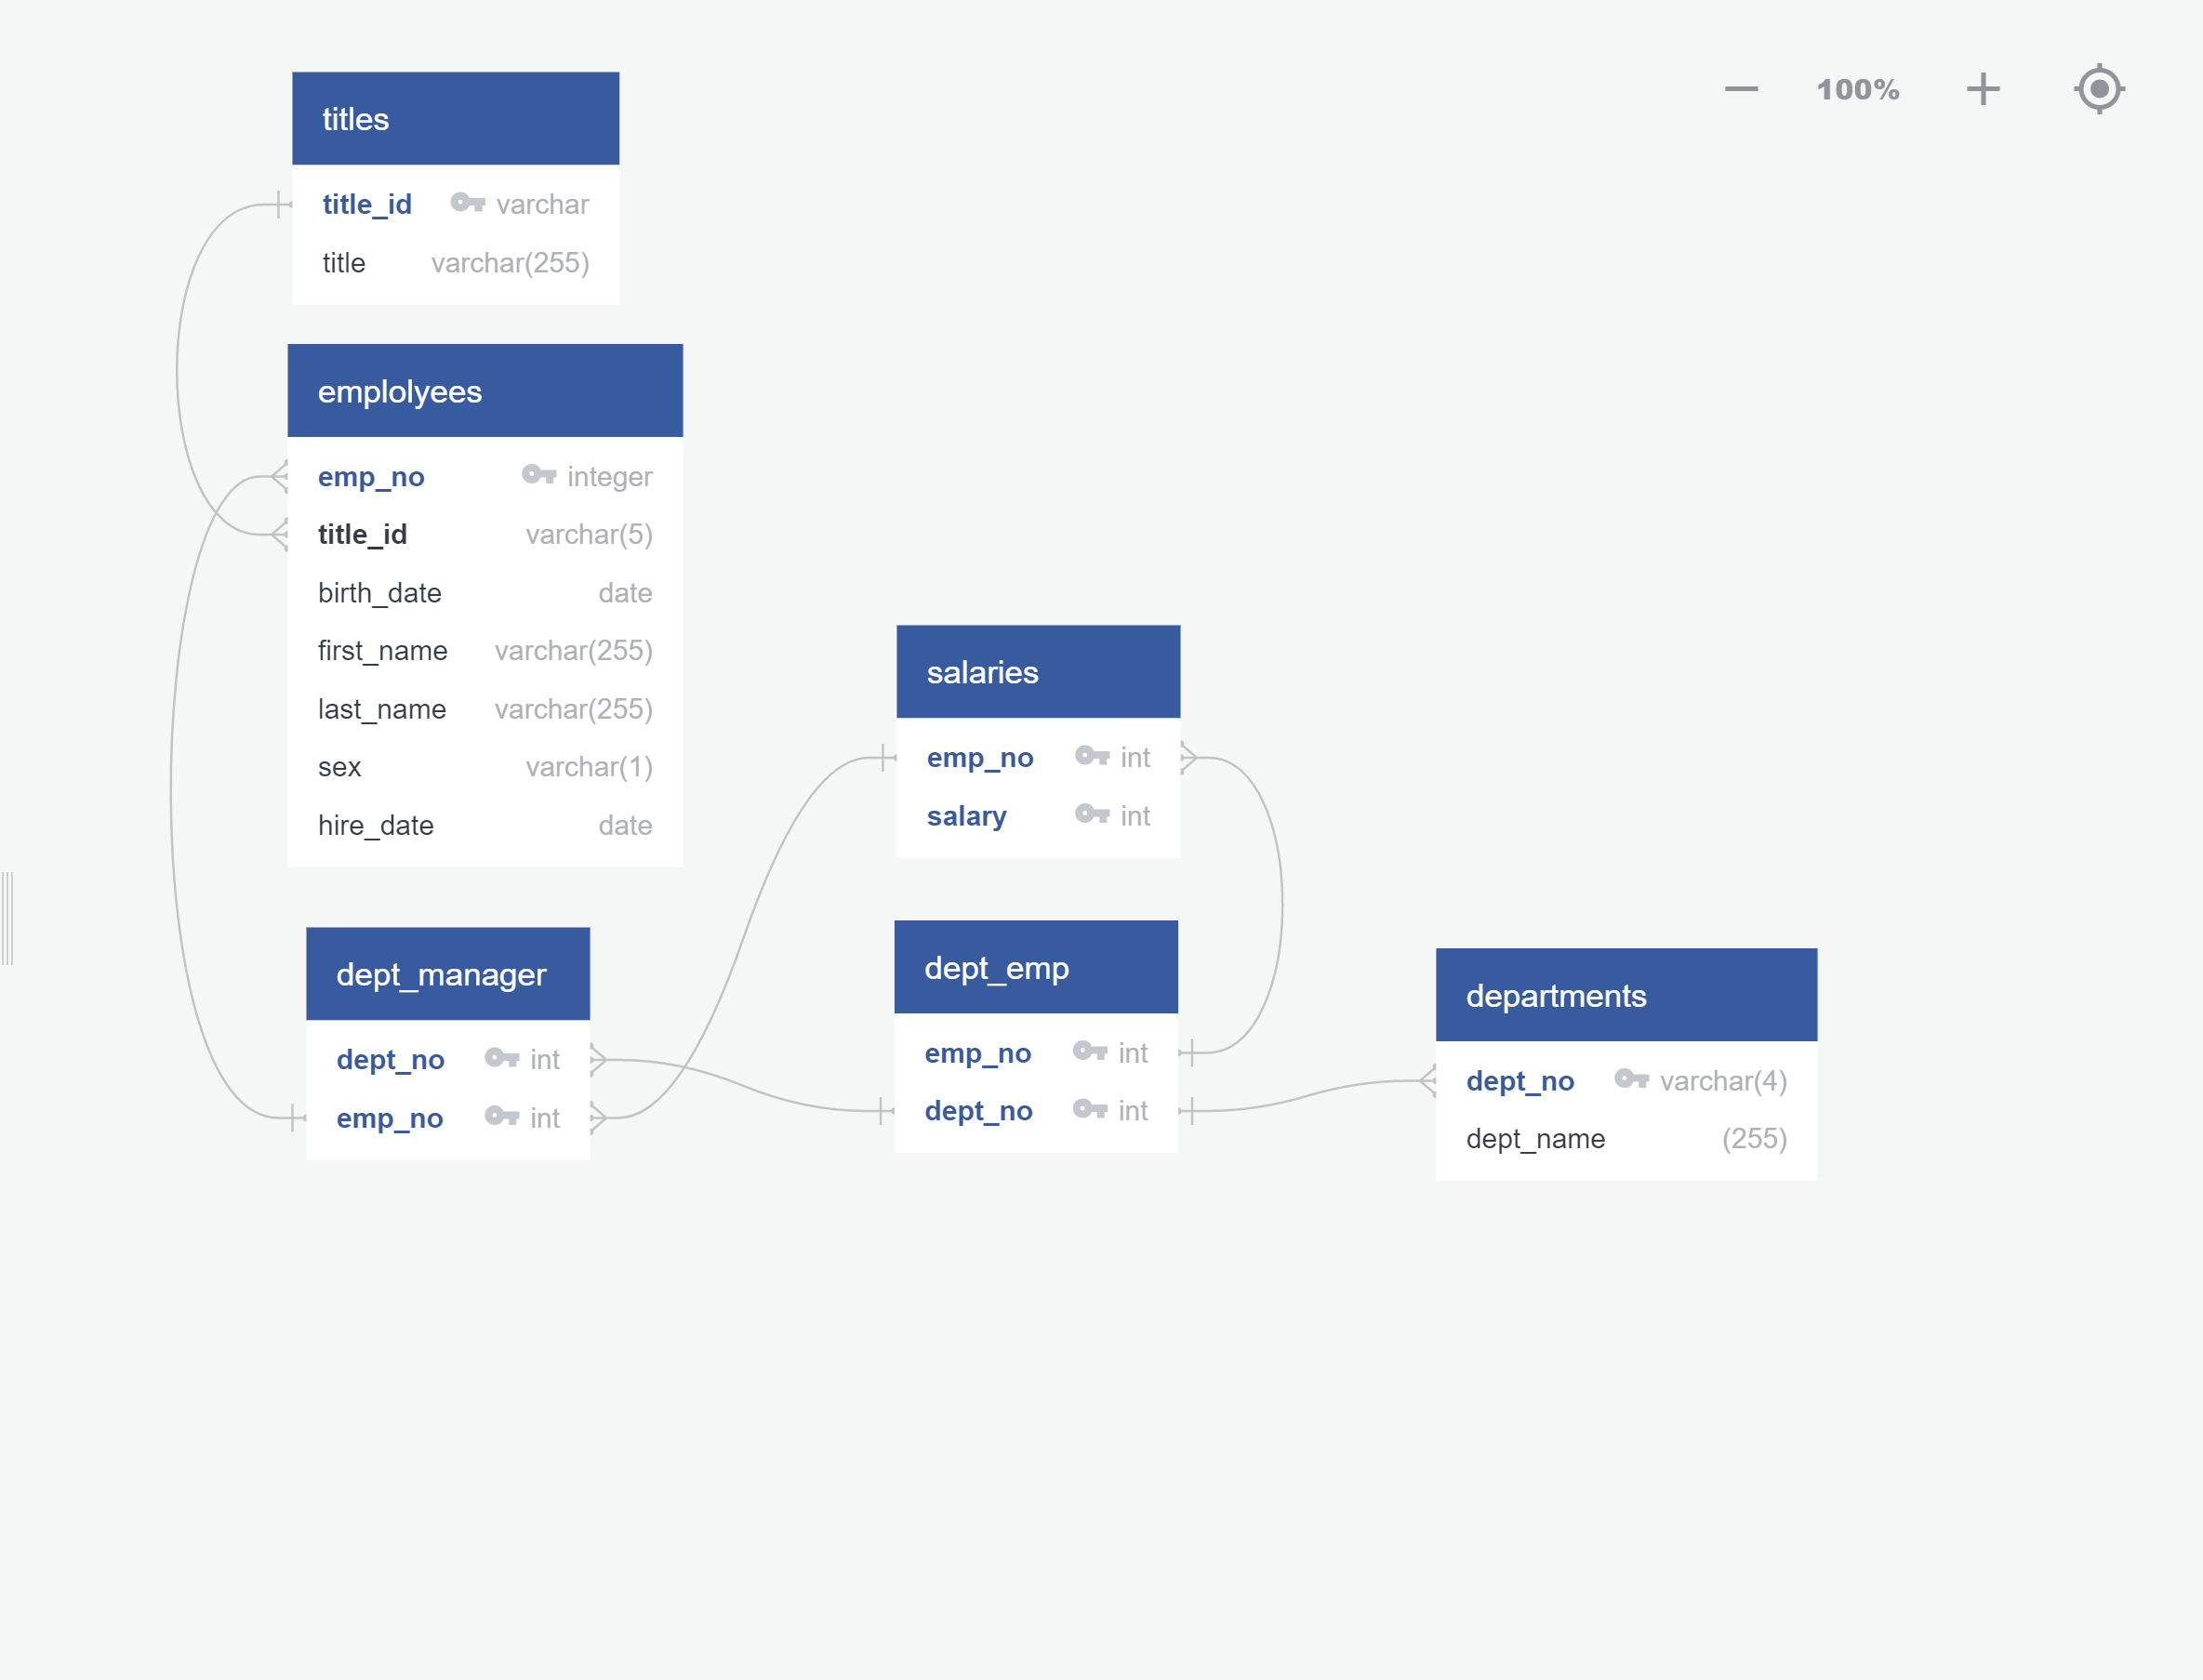 100%
titles
title_id varchar
title varchar(255)
emplolyees
emp_no integer
title_id varchar(5)
birth_date date
first_name varchar(255)
last_name varchar(255)
sex varchar(1)
hire_date date
salaries
emp_no int
salary int
dept_manager
dept_no int
emp_no int
dept_emp
emp_no int
dept_no int
departments
dept_no varchar(4)
dept_name (255)